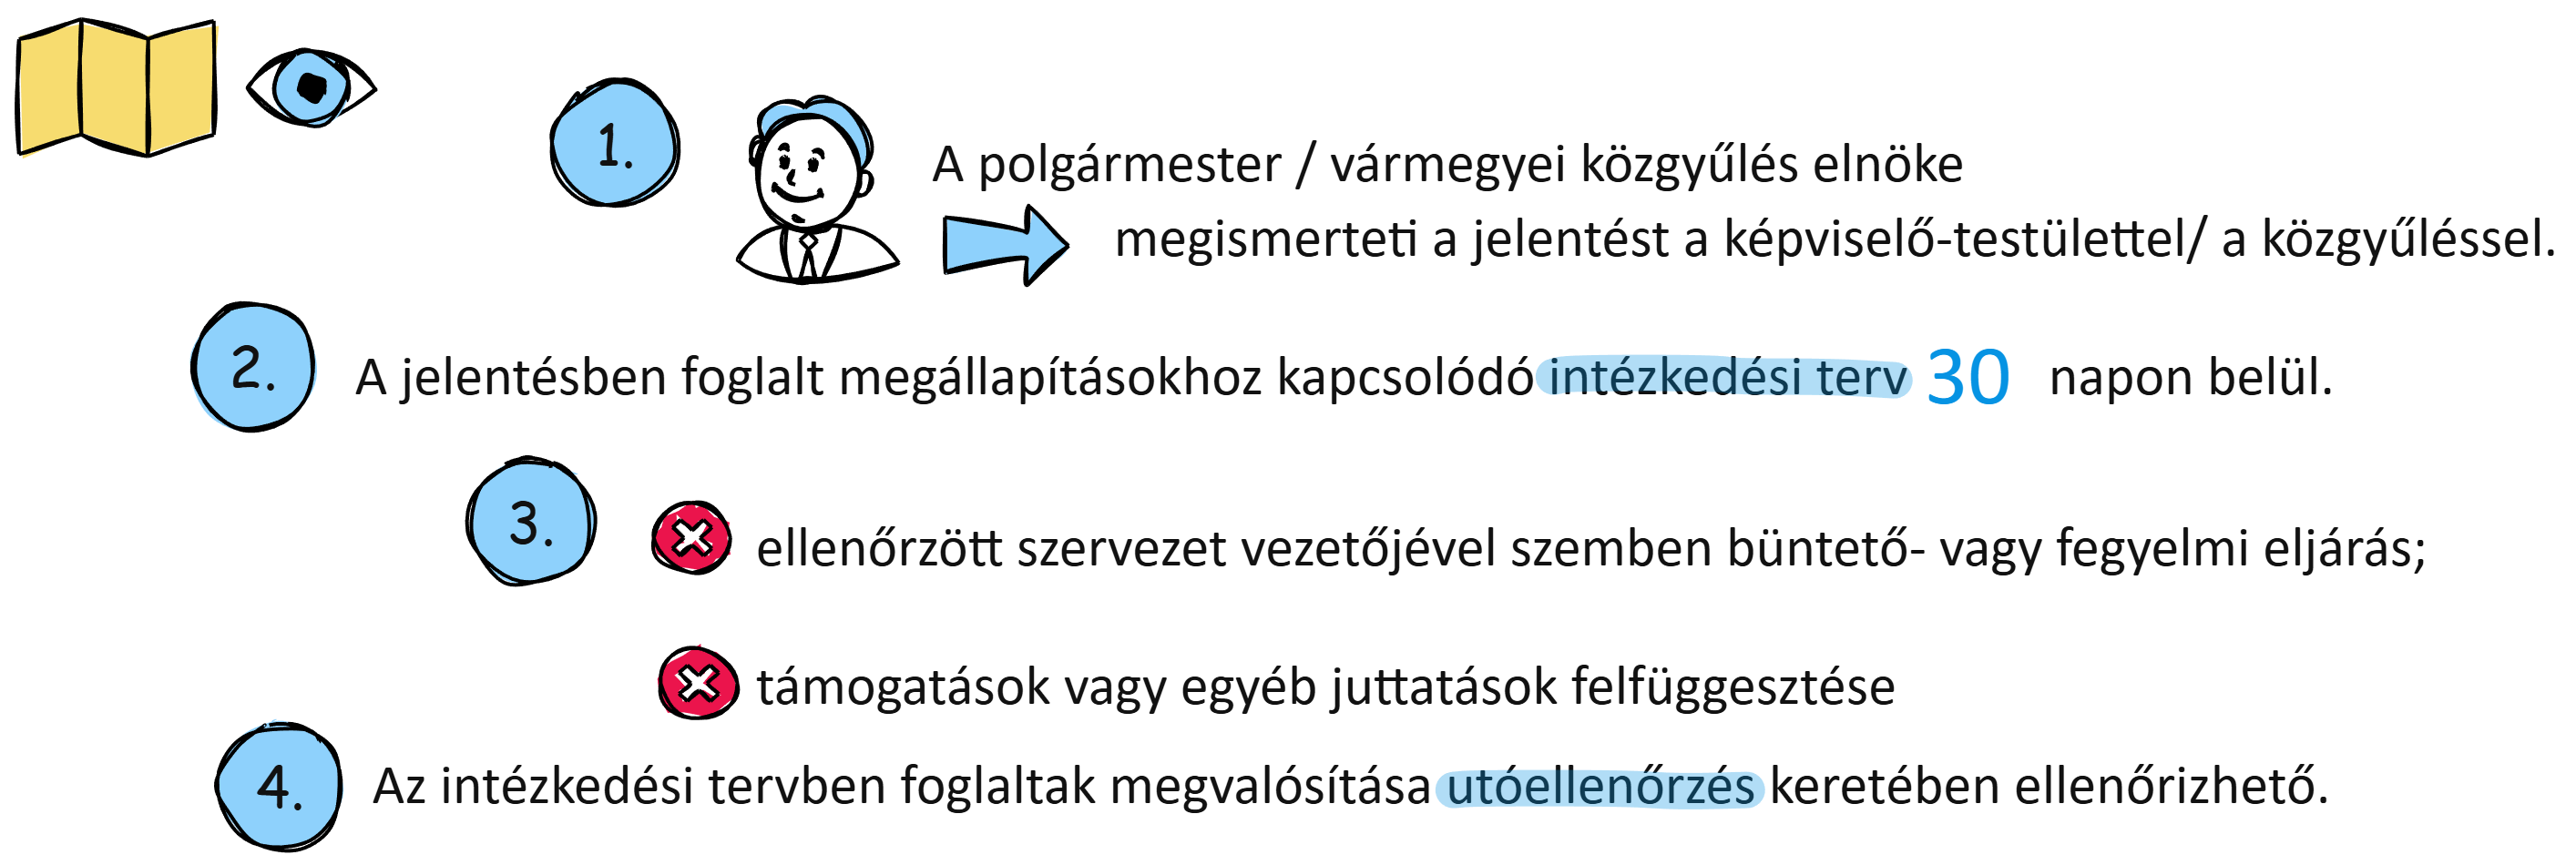 1.
A polgármester / vármegyei közgyűlés elnöke
megismerteti a jelentést a képviselő-testülettel/ a közgyűléssel.
2. A jelentésben foglalt megállapításokhoz kapcsolódó intézkedési terv 30 napon belül.
3. ellenőrzött szervezet vezetőjével szemben büntető- vagy fegyelmi eljárás;
támogatások vagy egyéb juttatások felfüggesztése
4. Az intézkedési tervben foglaltak megvalósítása utóellenőrzés keretében ellenőrizhető.